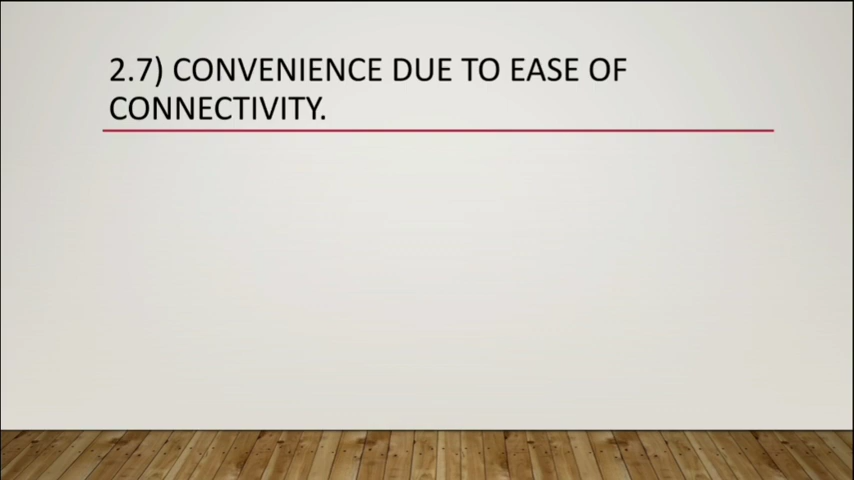 2.7) CONVENIENCE DUE TO EASE OF
CONNECTIVITY.